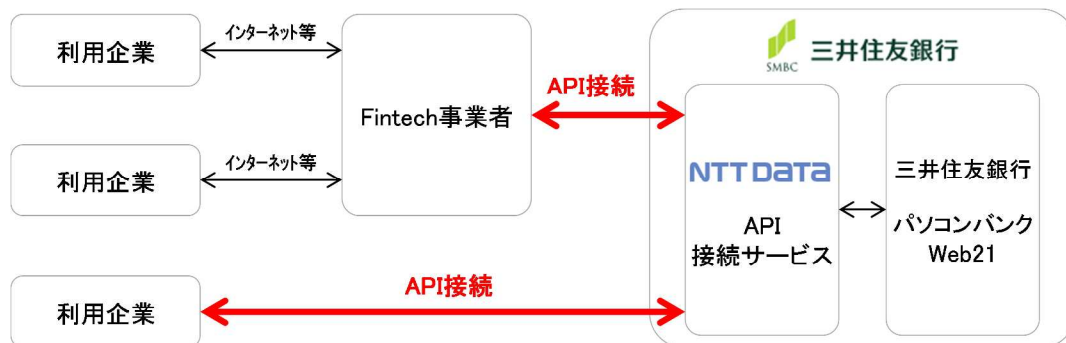 利用企業
インターネット等
Fintech事業者
利用企業
インターネット等
API接続
SMBC
三井住友銀行
NTT DATA
API
接続サービス
三井住友銀行
パソコンバンク
Web21
利用企業
API接続